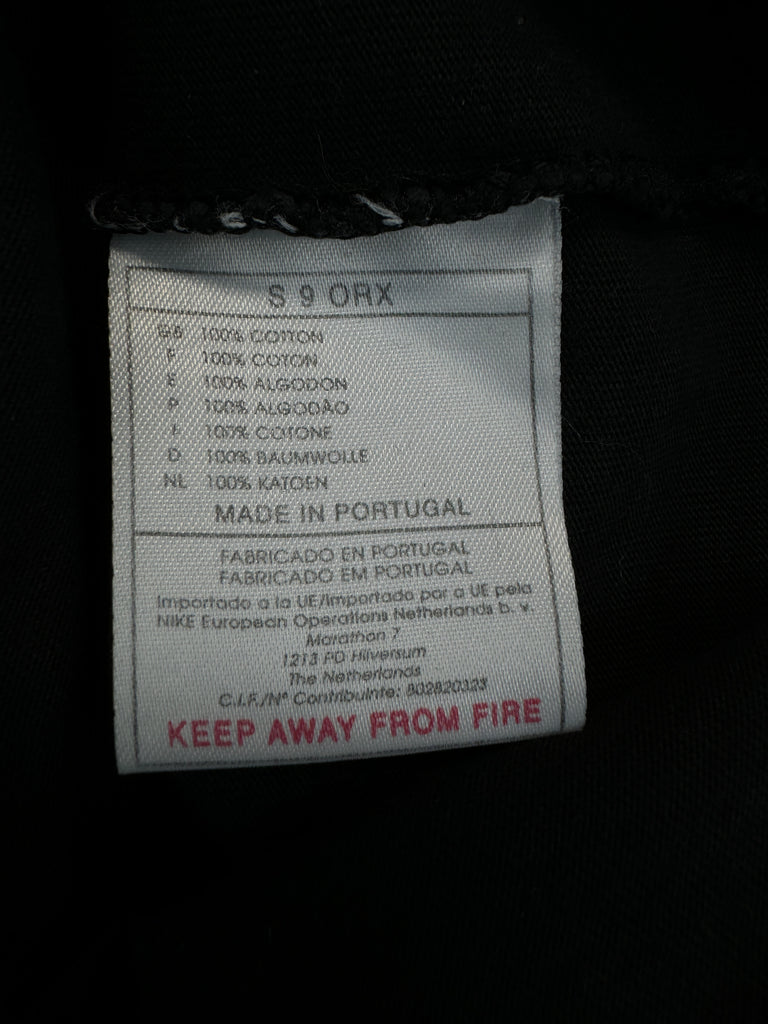 S 9 ORX
GB 100% COTTON
F 100% COTON
E 100% ALGODON
P 100% ALGODÃO
I 100% COTONE
D 100% BAUMWOLLE
NL 100% KATOEN
MADE IN PORTUGAL
FABRICADO EN PORTUGAL
FABRICADO EM PORTUGAL
Importado a la UE/Importado por a UE pela
NIKE European Operations Netherlands b. v.
Marathon 7
1213 PD Hilversum
The Netherlands
C.I.F./Nº Contribuinte: 802820323
KEEP AWAY FROM FIRE